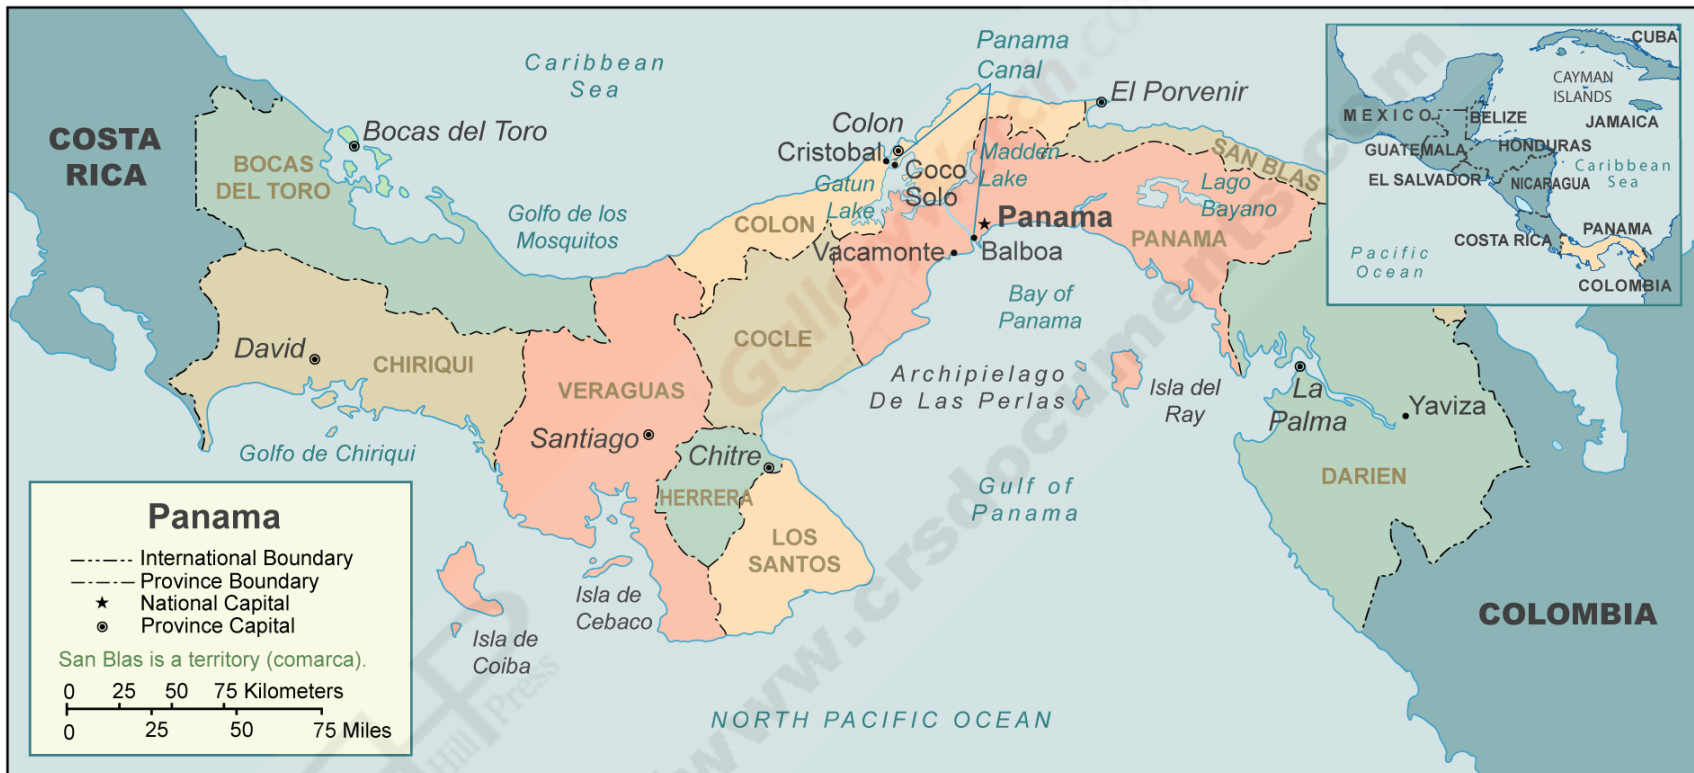 COSTA
RICA
Caribbean
Sea
Bocas del Toro
BOCAS
DEL TORO
Golfo de los
Mosquitos
Panama
Canal
El Porvenir
Colon
Cristobal
Coco
Solo
Gatun
Lake
Madden
Lake
SAN BLAS
Lago
Bayano
COLON
Panama
PANAMA
Vacamonte
Balboa
Bay of
Panama
David
CHIRIQUI
VERAGUAS
COCLE
Archipielago
De Las Perlas
Isla del
Ray
La
Palma
Yaviza
Santiago
Chitre
HERRERA
Golfo de Chiriqui
Gulf of
Panama
DARIEN
LOS
SANTOS
Isla de
Cebaco
Isla de
Coiba
COLOMBIA
NORTH PACIFIC OCEAN
Panama
International Boundary
Province Boundary
National Capital
Province Capital
San Blas is a territory (comarca).
0 25 50 75 Kilometers
0 25 50 75 Miles
CUBA
CAYMAN
ISLANDS
MEXICO
BELIZE
JAMAICA
GUATEMALA
HONDURAS
Caribbean
Sea
EL SALVADOR
NICARAGUA
COSTA RICA
PANAMA
Pacific
Ocean
COLOMBIA
www.crsdocuments.com
Hill Press